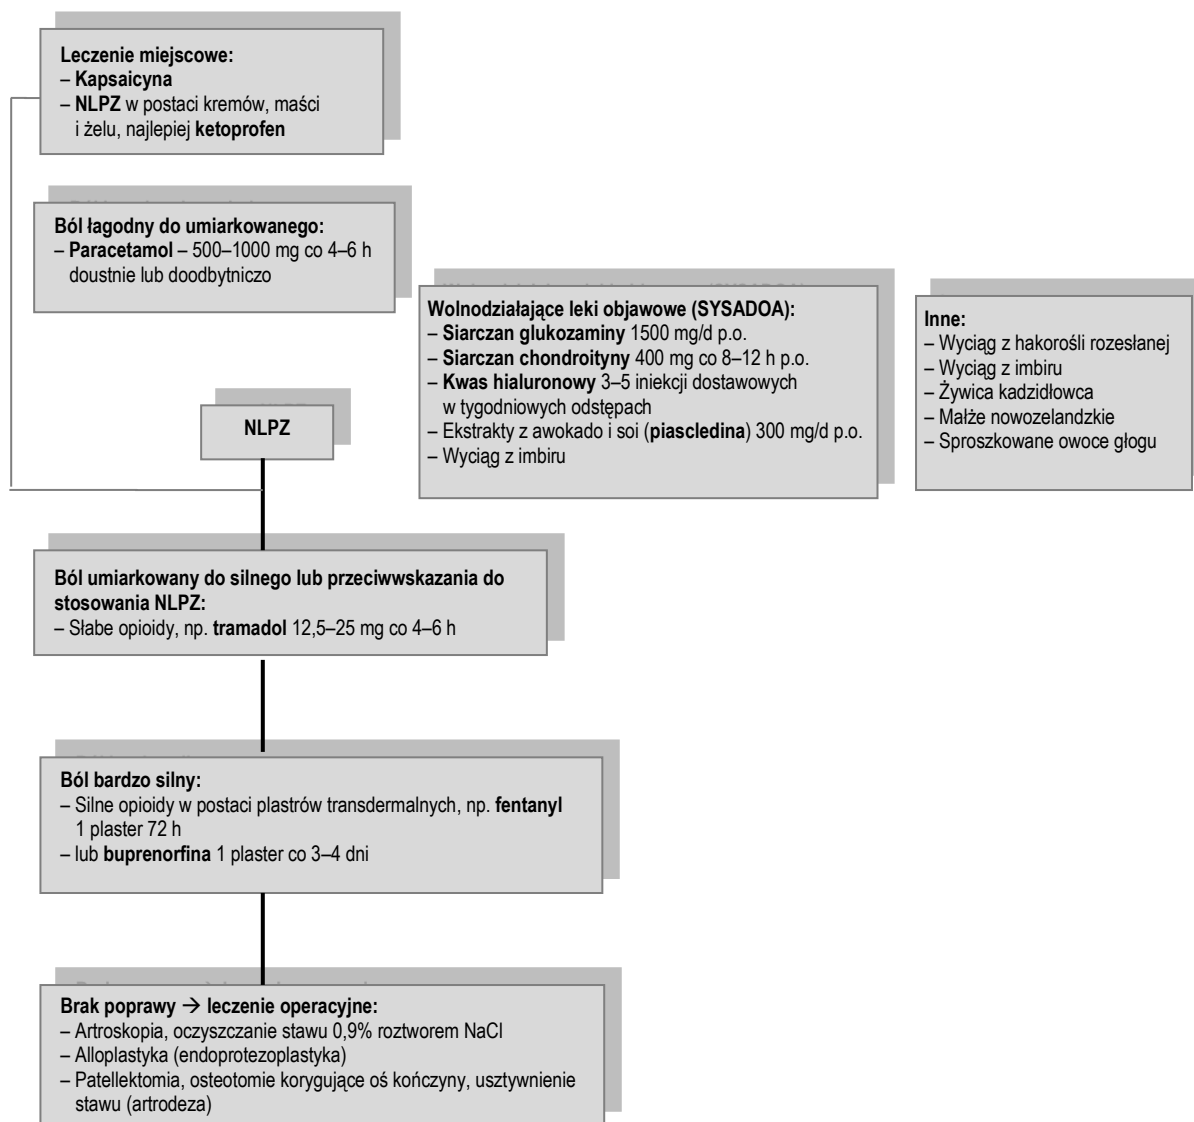 Leczenie miejscowe:
– Kapsaicyna
– NLPZ w postaci kremów, maści
i żelu, najlepiej ketoprofen
Ból łagodny do umiarkowanego:
– Paracetamol – 500–1000 mg co 4–6 h
doustnie lub doodbytniczo
Wolnodziałające leki objawowe (SYSADOA):
– Siarczan glukozaminy 1500 mg/d p.o.
– Siarczan chondroityny 400 mg co 8–12 h p.o.
– Kwas hialuronowy 3–5 iniekcji dostawowych
w tygodniowych odstępach
– Ekstrakty z awokado i soi (piascledina) 300 mg/d p.o.
– Wyciąg z imbiru
Inne:
– Wyciąg z hakorośli rozesłanej
– Wyciąg z imbiru
– Żywica kadzidłowca
– Małże nowozelandzkie
– Sproszkowane owoce głogu
NLPZ
Ból umiarkowany do silnego lub przeciwwskazania do
stosowania NLPZ:
– Słabe opioidy, np. tramadol 12,5–25 mg co 4–6 h
Ból bardzo silny:
– Silne opioidy w postaci plastrów transdermalnych, np. fentanyl
1 plaster 72 h
– lub buprenorfina 1 plaster co 3–4 dni
Brak poprawy → leczenie operacyjne:
– Artroskopia, oczyszczanie stawu 0,9% roztworem NaCl
– Alloplastyka (endoprotezoplastyka)
– Patellektomia, osteotomie korygujące oś kończyny, usztywnienie
stawu (artrodeza)